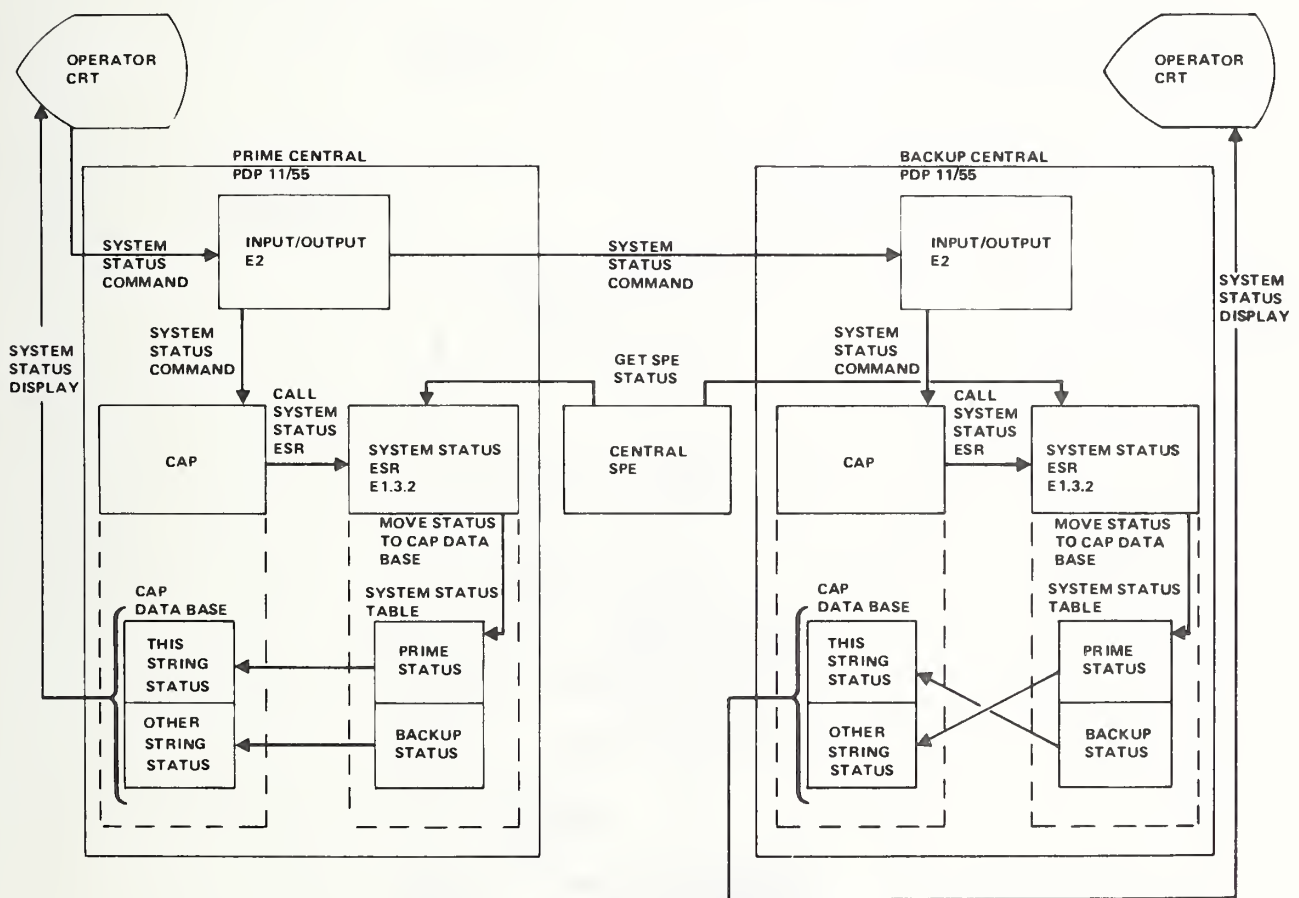 OPERATOR
CRT
OPERATOR
CRT
PRIME CENTRAL
PDP 11/55
BACKUP CENTRAL
PDP 11/55
INPUT/OUTPUT
E2
INPUT/OUTPUT
E2
SYSTEM
STATUS
COMMAND
SYSTEM
STATUS
COMMAND
SYSTEM
STATUS
DISPLAY
SYSTEM
STATUS
COMMAND
SYSTEM
STATUS
COMMAND
SYSTEM
STATUS
DISPLAY
GET SPE
STATUS
CALL
SYSTEM
STATUS
ESR
CALL
SYSTEM
STATUS
ESR
CAP
SYSTEM STATUS
ESR
E1.3.2
CENTRAL
SPE
CAP
SYSTEM STATUS
ESR
E1.3.2
MOVE STATUS
TO CAP DATA
BASE
MOVE STATUS
TO CAP DATA
BASE
CAP
DATA BASE
SYSTEM STATUS
TABLE
CAP
DATA BASE
SYSTEM STATUS
TABLE
THIS
STRING
STATUS
PRIME
STATUS
THIS
STRING
STATUS
PRIME
STATUS
OTHER
STRING
STATUS
BACKUP
STATUS
OTHER
STRING
STATUS
BACKUP
STATUS